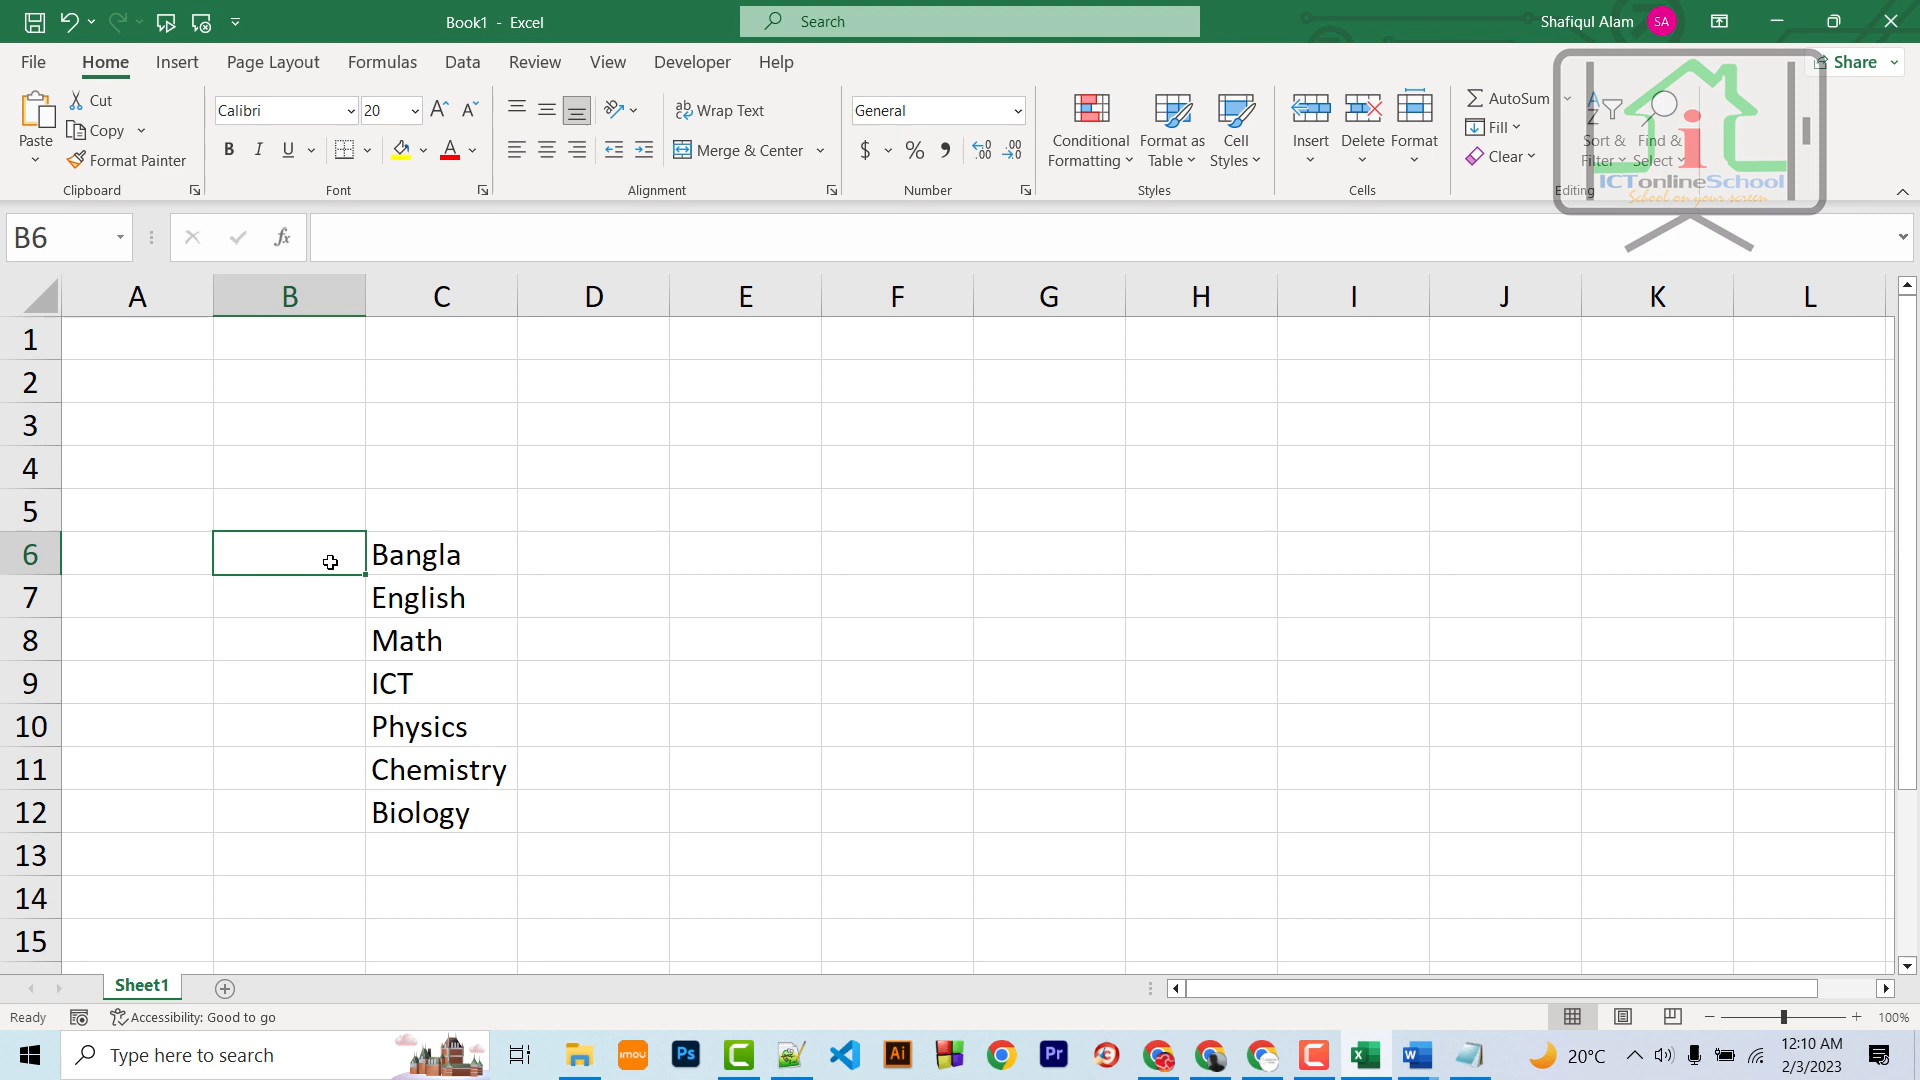 Book1 - Excel
Search
Shafiqul Alam
SA
File Home Insert Page Layout Formulas Data Review View Developer Help
Share
Paste
Cut
Copy
Format Painter
Clipboard
Calibri
20
B I U
Font
Wrap Text
Merge & Center
Alignment
General
$ % ,
Number
Conditional Formatting
Format as Table
Cell Styles
Styles
Insert Delete Format
Cells
AutoSum
Fill
Clear
Sort & Filter
Find & Select
Editing
ICTonlineSchool
School on your screen
B6
fx
A B C D E F G H I J K L
1
2
3
4
5
6 Bangla
7 English
8 Math
9 ICT
10 Physics
11 Chemistry
12 Biology
13
14
15
Sheet1
Ready
Accessibility: Good to go
100%
Type here to search
imou
Ps
Ai
Pr
20°C
12:10 AM
2/3/2023